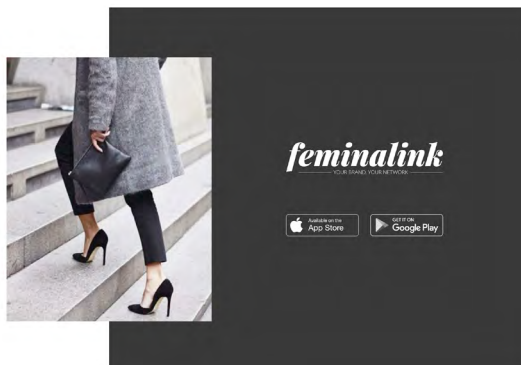 feminalink
YOUR BRAND, YOUR NETWORK
Available on the
App Store
GET IT ON
Google Play